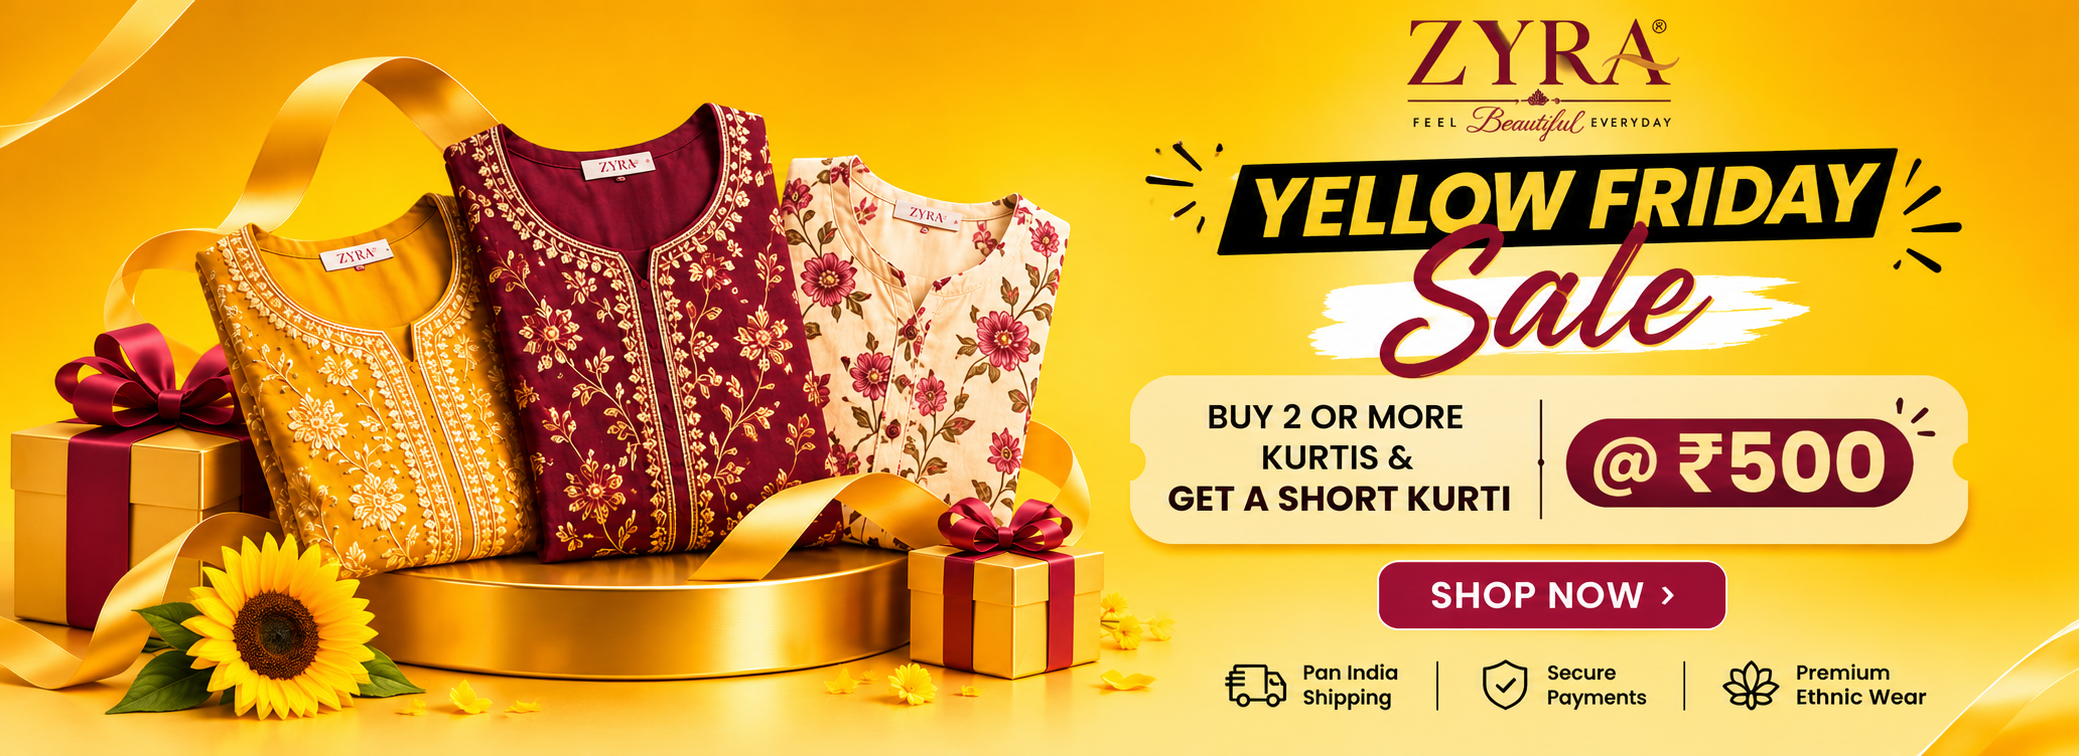 ZYRA®
FEEL Beautiful EVERYDAY
YELLOW FRIDAY
Sale
BUY 2 OR MORE
KURTIS &
GET A SHORT KURTI
@ ₹500
SHOP NOW ›
Pan India
Shipping
Secure
Payments
Premium
Ethnic Wear
ZYRA
ZYRA
ZYRA